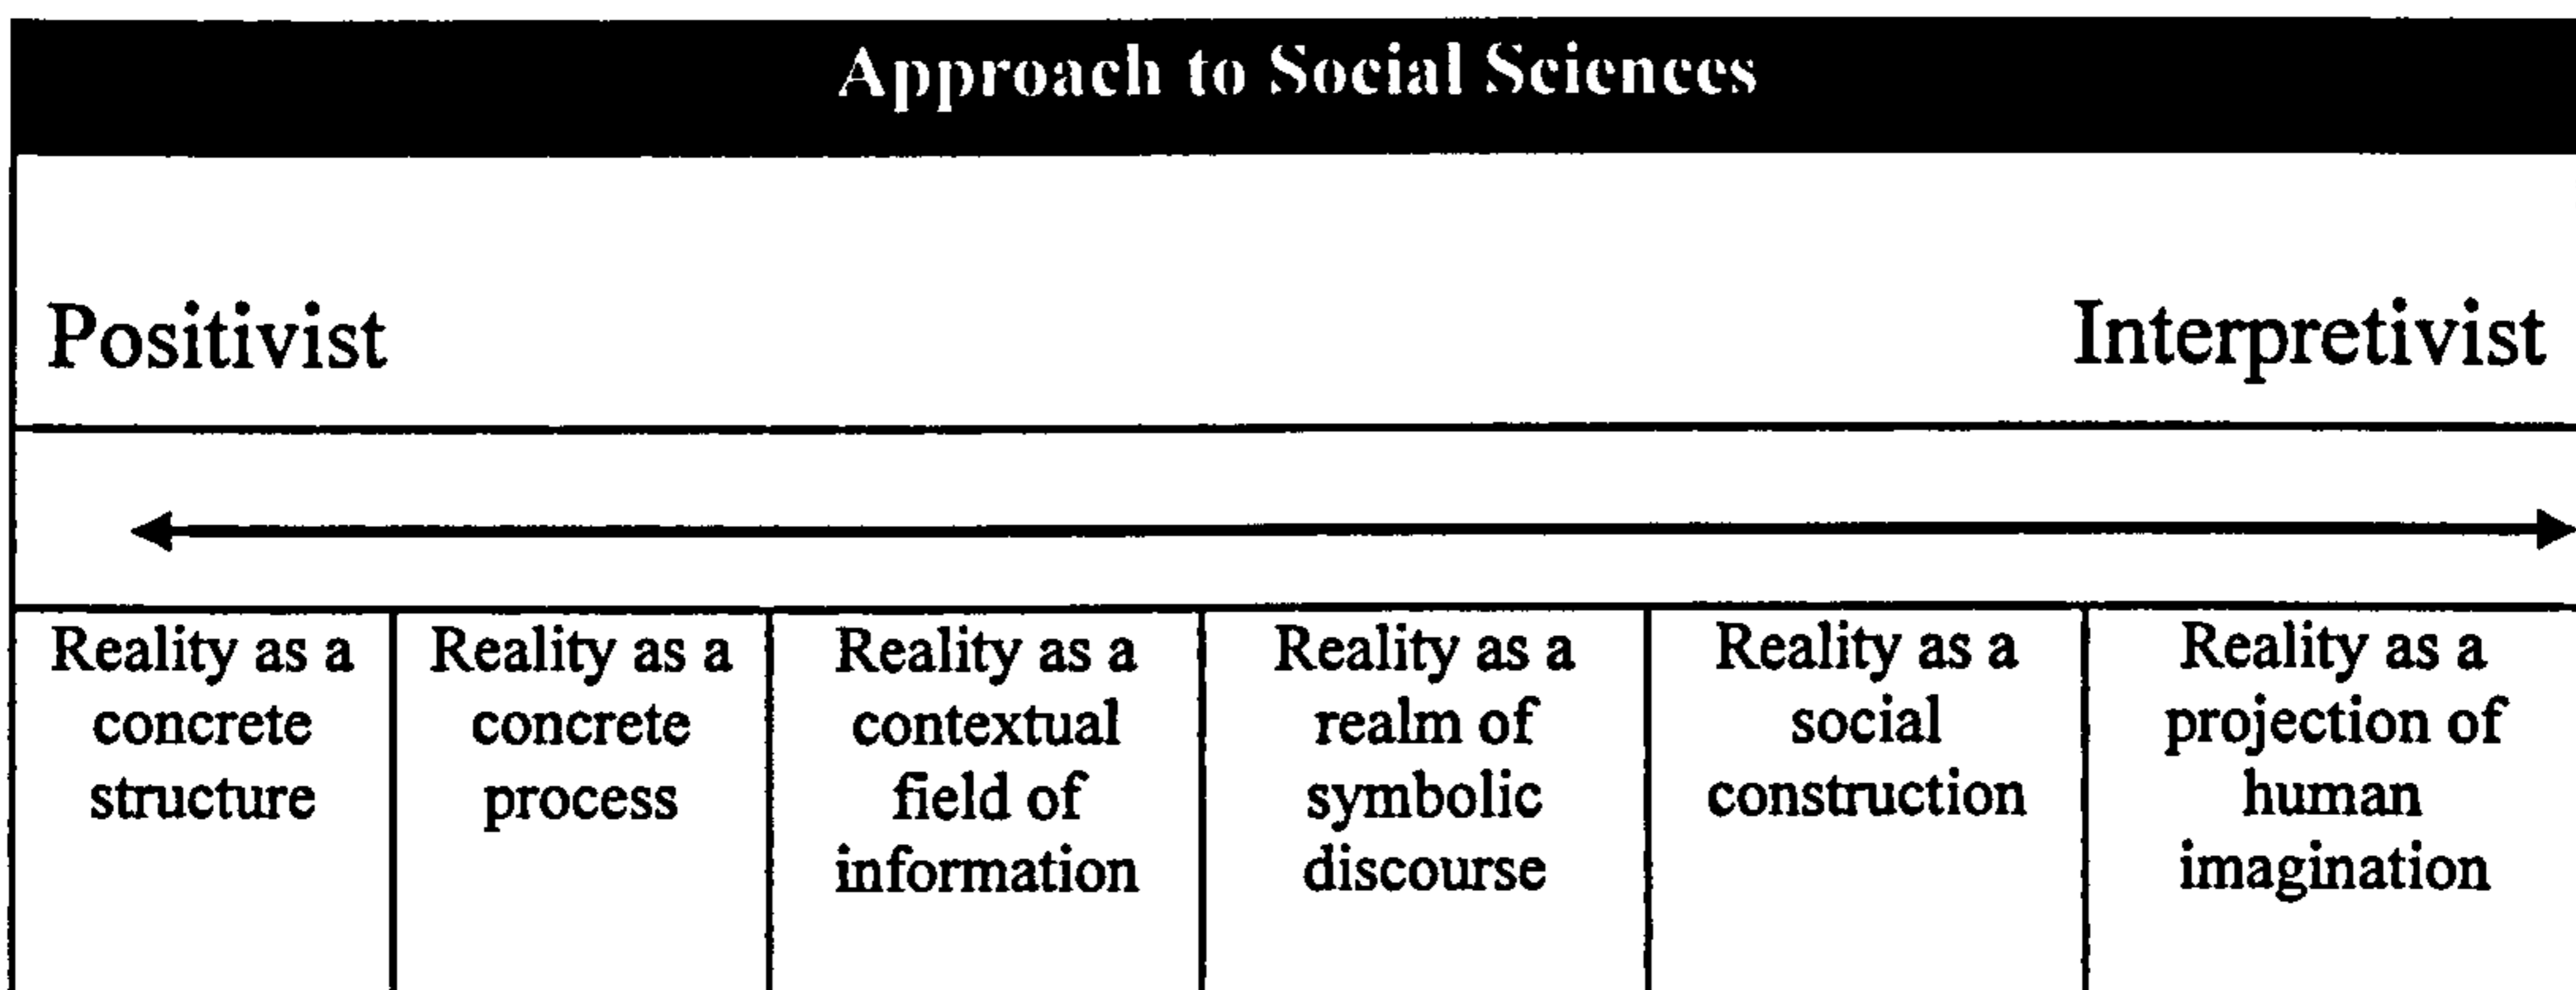 Approach to Social Sciences
Positivist
Interpretivist
Reality as a
concrete
structure
Reality as a
concrete
process
Reality as a
contextual
field of
information
Reality as a
realm of
symbolic
discourse
Reality as a
social
construction
Reality as a
projection of
human
imagination